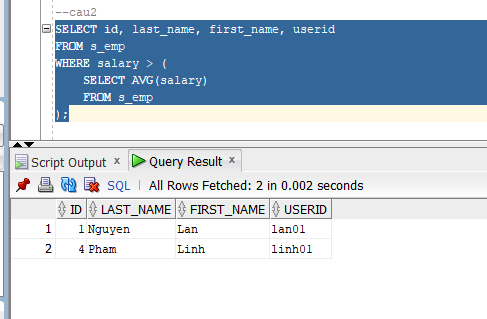 --cau2
SELECT id, last_name, first_name, userid
FROM s_emp
WHERE salary > (
SELECT AVG(salary)
FROM s_emp
);
Script Output x Query Result x
SQL | All Rows Fetched: 2 in 0.002 seconds
ID LAST_NAME FIRST_NAME USERID
1 1 Nguyen Lan lan01
2 4 Pham Linh linh01